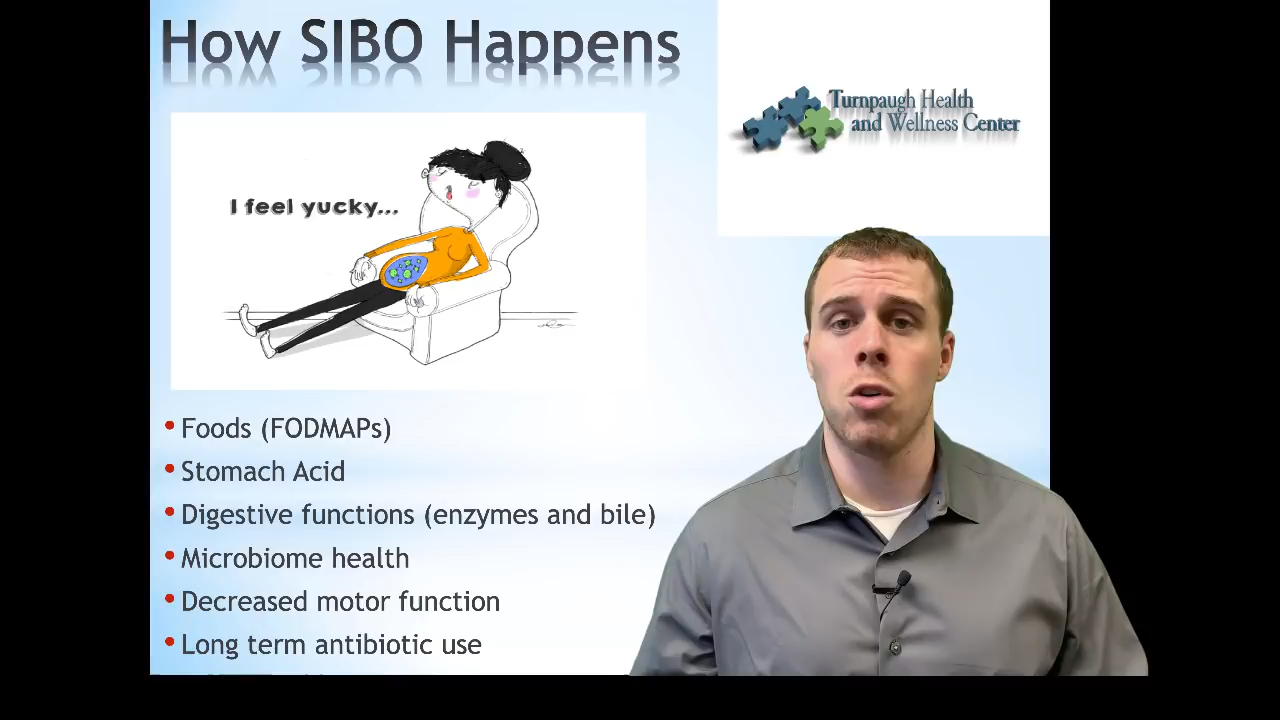 How SIBO Happens
Turnpaugh Health
and Wellness Center
I feel yucky...
• Foods (FODMAPs)
• Stomach Acid
• Digestive functions (enzymes and bile)
• Microbiome health
• Decreased motor function
• Long term antibiotic use